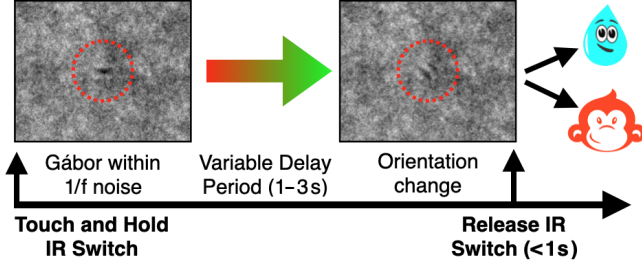 Gábor within
1/f noise
Variable Delay
Period (1–3s)
Orientation
change
Touch and Hold
IR Switch
Release IR
Switch (<1s)